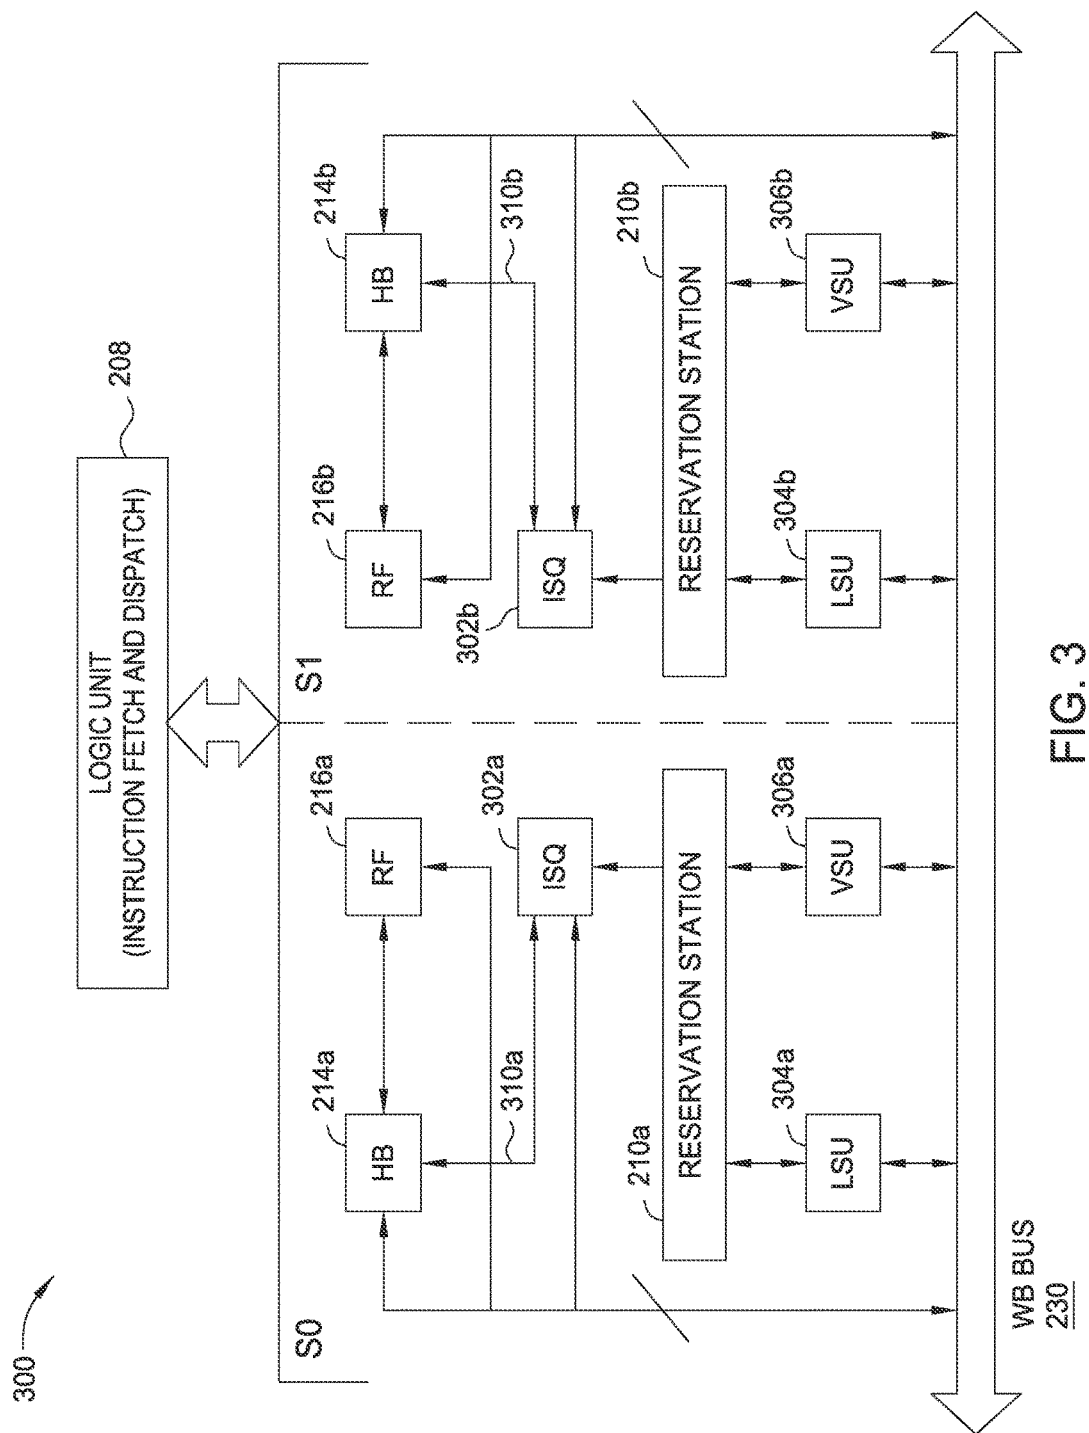 300
LOGIC UNIT
(INSTRUCTION FETCH AND DISPATCH)
208
S0
S1
214a
HB
216a
RF
216b
RF
214b
HB
310a
302a
ISQ
302b
ISQ
310b
210a
RESERVATION STATION
210b
RESERVATION STATION
304a
LSU
306a
VSU
304b
LSU
306b
VSU
WB BUS
230
FIG. 3